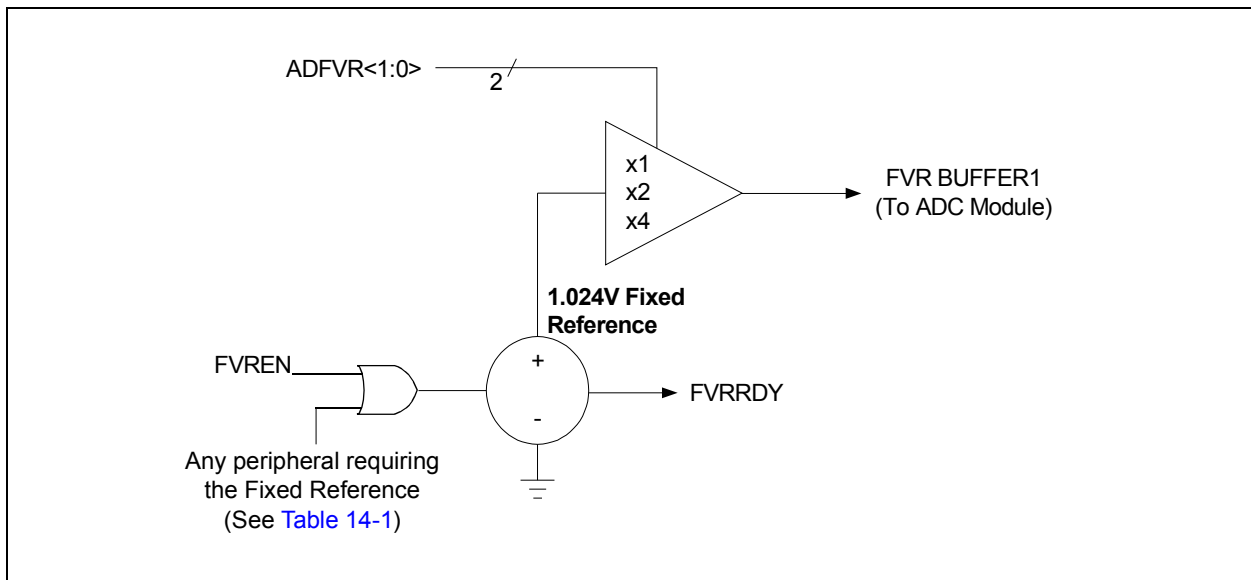 ADFVR<1:0>
2
x1
x2
x4
FVR BUFFER1
(To ADC Module)
1.024V Fixed
Reference
+
-
FVREN
FVRRDY
Any peripheral requiring
the Fixed Reference
(See Table 14-1)